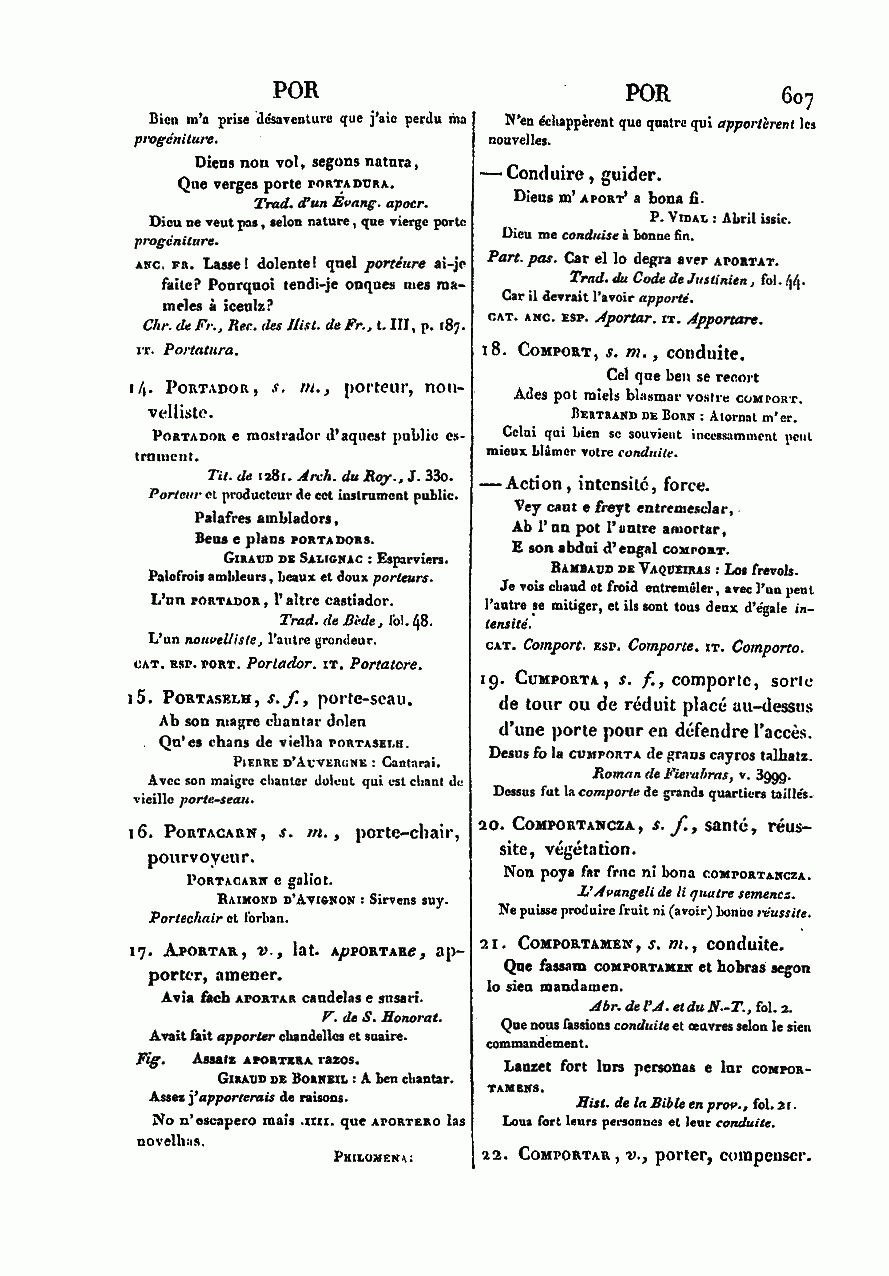 POR
Bien m'a prise désaventure que j'aie perdu ma
progéniture.
Dieus non vol, segons natura,
Que verges porte PORTADURA.
Trad. d'un Évang. apocr.
Dieu ne veut pas, selon nature, que vierge porte
progéniture.
ANC. FR. Lasse! dolente! quel portéure ai-je
faite? Pourquoi tendi-je onques mes ma-
meles à iceulz?
Chr. de Fr., Rec. des Hist. de Fr., t. III, p. 187.
IT. Portatura.
14. PORTADOR, s. m., porteur, nou-
velliste.
PORTADOR e mostrador d'aquest public es-
trument.
Tit. de 1281. Arch. du Roy., J. 330.
Porteur et producteur de cet instrument public.
Palafres ambladors,
Bens e plans PORTADORS.
GIRAUD DE SALIGNAC : Esparviers.
Palefrois ambleurs, beaux et doux porteurs.
L'un PORTADOR, l'altre castiador.
Trad. de Bède, fol. 48.
L'un nouvelliste, l'autre grondeur.
CAT. ESP. PORT. Portador. IT. Portatore.
15. PORTASELH, s. f., porte-seau.
Ab son magre chantar dolen
Qu'es chans de vielha PORTASELH.
PIERRE D'AUVERGNE : Cantarai.
Avec son maigre chanter dolent qui est chant de
vieille porte-seau.
16. PORTACARN, s. m., porte-chair,
pourvoyeur.
PORTACARN e galiot.
RAIMOND D'AVIGNON : Sirvens suy.
Portechair et forban.
17. APORTAR, v., lat. APPORTARe, ap-
porter, amener.
Avia fach APORTAR candelas e susari.
V. de S. Honorat.
Avait fait apporter chandelles et suaire.
Fig. Assatz APORTERA razos.
GIRAUD DE BORNEIL : A ben chantar.
Assez j'apporterais de raisons.
No n'escapero mais .IIII. que APORTERO las
novelhas.
PHILOMENA:
POR 607
N'en échappèrent que quatre qui apportèrent les
nouvelles.
— Conduire, guider.
Dieus m' APORT' a bona fi.
P. VIDAL : Abril issic.
Dieu me conduise à bonne fin.
Part. pas. Car el lo degra aver APORTAT.
Trad. du Code de Justinien, fol. 44.
Car il devrait l'avoir apporté.
CAT. ANC. ESP. Aportar. IT. Apportare.
18. COMPORT, s. m., conduite.
Cel que ben se recort
Ades pot miels blasmar vostre COMPORT.
BERTRAND DE BORN : Atornat m'er.
Celui qui bien se souvient incessamment peut
mieux blâmer votre conduite.
— Action, intensité, force.
Vey caut e freyt entremesclar,
Ab l'un pot l'autre amortar,
E son abdui d'engal COMPORT.
RAMBAUD DE VAQUEIRAS : Los frevols.
Je vois chaud et froid entremêler, avec l'un peut
l'autre se mitiger, et ils sont tous deux d'égale in-
tensité.
CAT. Comport. ESP. Comporte. IT. Comporto.
19. CUMPORTA, s. f., comporte, sorte
de tour ou de réduit placé au-dessus
d'une porte pour en défendre l'accès.
Desus fo la CUMPORTA de grans cayros talhatz.
Roman de Fierabras, v. 3999.
Dessus fut la comporte de grands quartiers taillés.
20. COMPORTANCZA, s. f., santé, réus-
site, végétation.
Non poya far fruc ni bona COMPORTANCZA.
L'Avangeli de li quatre semencz.
Ne puisse produire fruit ni (avoir) bonne réussite.
21. COMPORTAMEN, s. m., conduite.
Que fassam COMPORTAMEN et hobras segon
lo sien mandamen.
Abr. de l'A. et du N.-T., fol. 2.
Que nous fassions conduite et œuvres selon le sien
commandement.
Lauzet fort lurs personas e lur COMPOR-
TAMENS.
Hist. de la Bible en prov., fol. 21.
Loua fort leurs personnes et leur conduite.
22. COMPORTAR, v., porter, compenser.